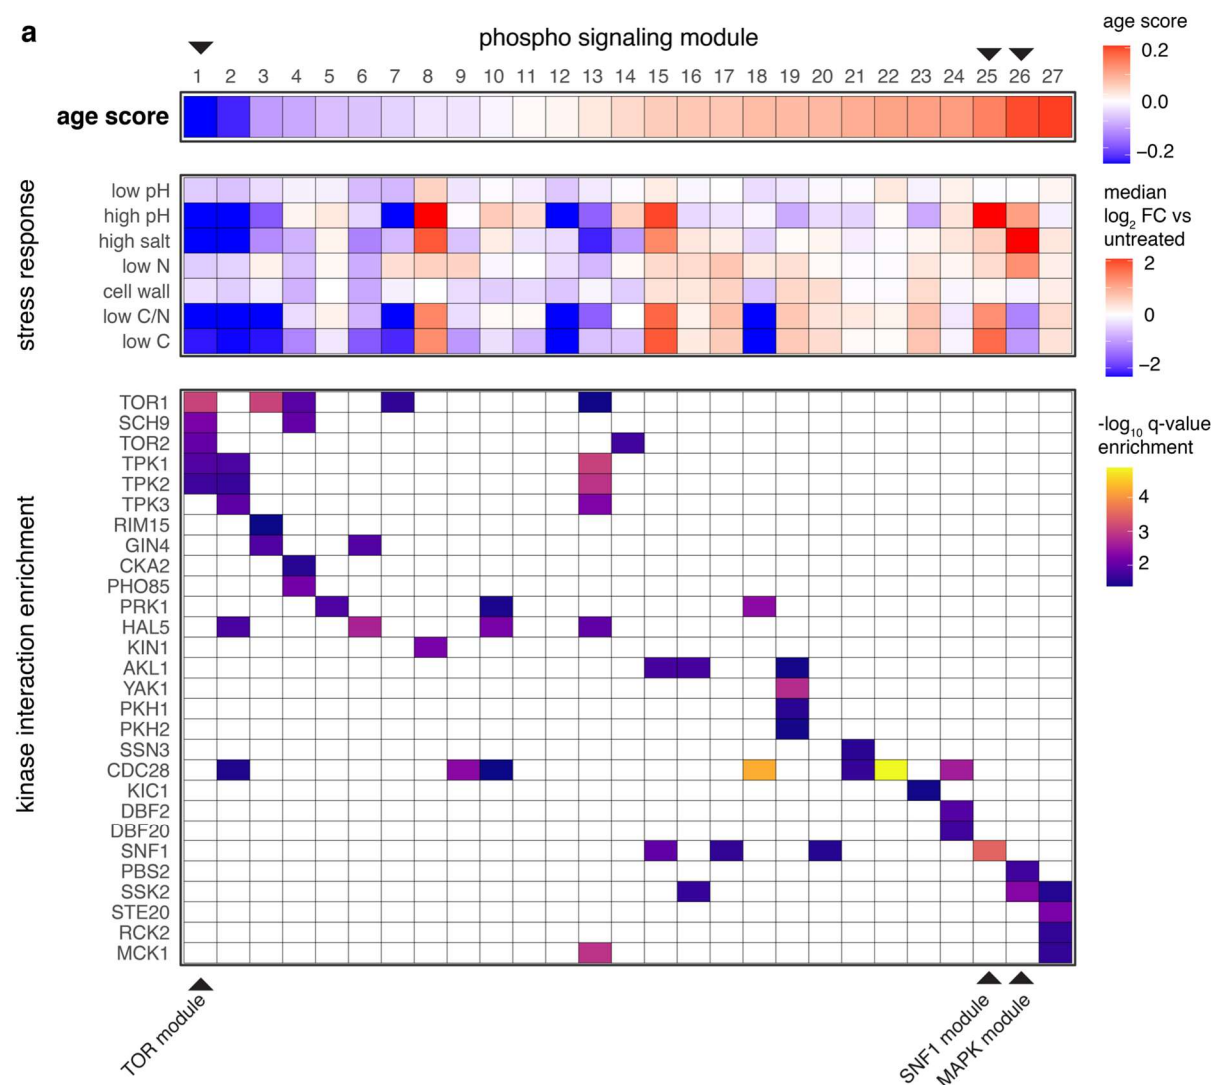 a
phospho signaling module
1 2 3 4 5 6 7 8 9 10 11 12 13 14 15 16 17 18 19 20 21 22 23 24 25 26 27
age score
age score
0.2
0.0
−0.2
stress response
low pH
high pH
high salt
low N
cell wall
low C/N
low C
median
log2 FC vs
untreated
2
0
−2
kinase interaction enrichment
TOR1
SCH9
TOR2
TPK1
TPK2
TPK3
RIM15
GIN4
CKA2
PHO85
PRK1
HAL5
KIN1
AKL1
YAK1
PKH1
PKH2
SSN3
CDC28
KIC1
DBF2
DBF20
SNF1
PBS2
SSK2
STE20
RCK2
MCK1
-log10 q-value
enrichment
4
3
2
TOR module
SNF1 module
MAPK module